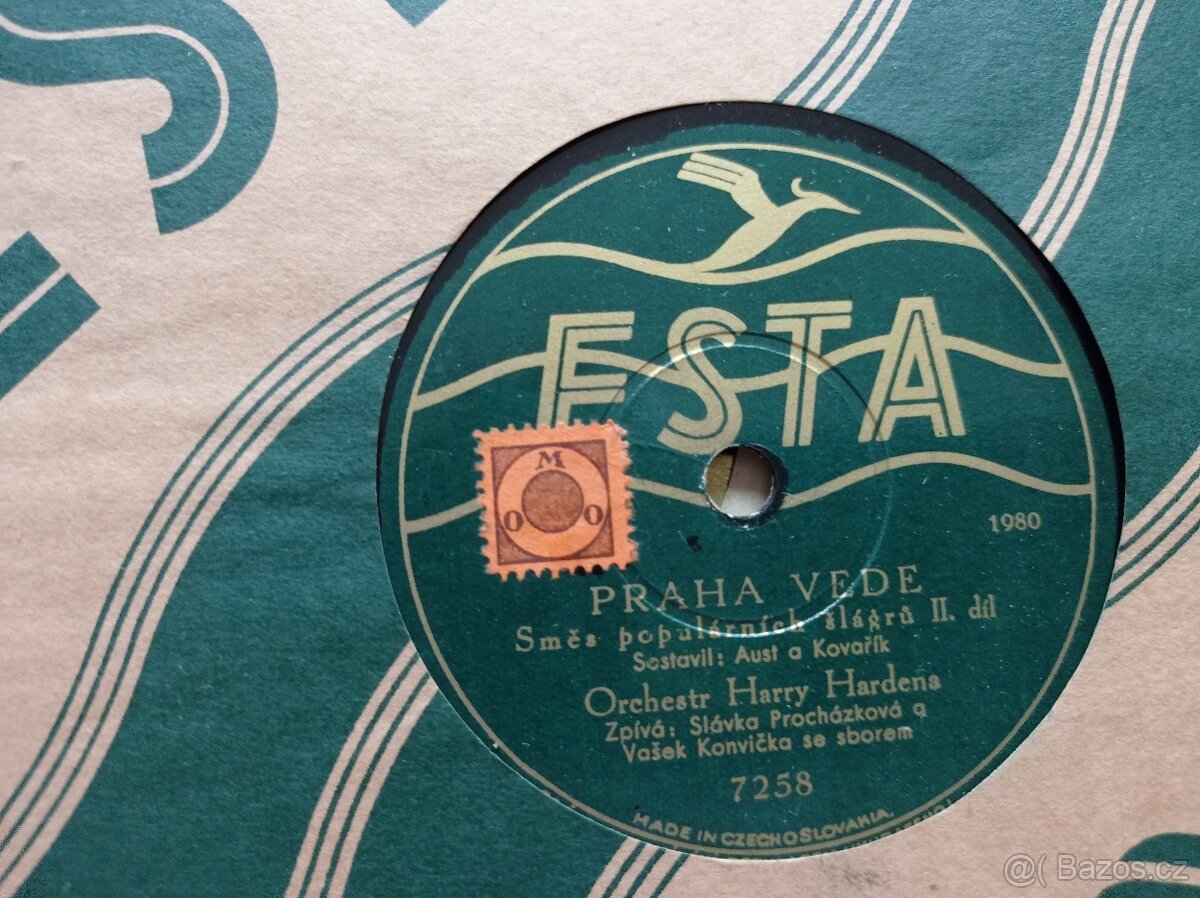 ESTA
M
O O
1980
PRAHA VEDE
Směs populárních šlágrů II. díl
Sestavil: Aust a Kovařík
Orchestr Harry Hardena
Zpívá: Slávka Procházková a
Vašek Konvička se sborem
7258
MADE IN CZECHOSLOVAKIA.
@( Bazos.cz